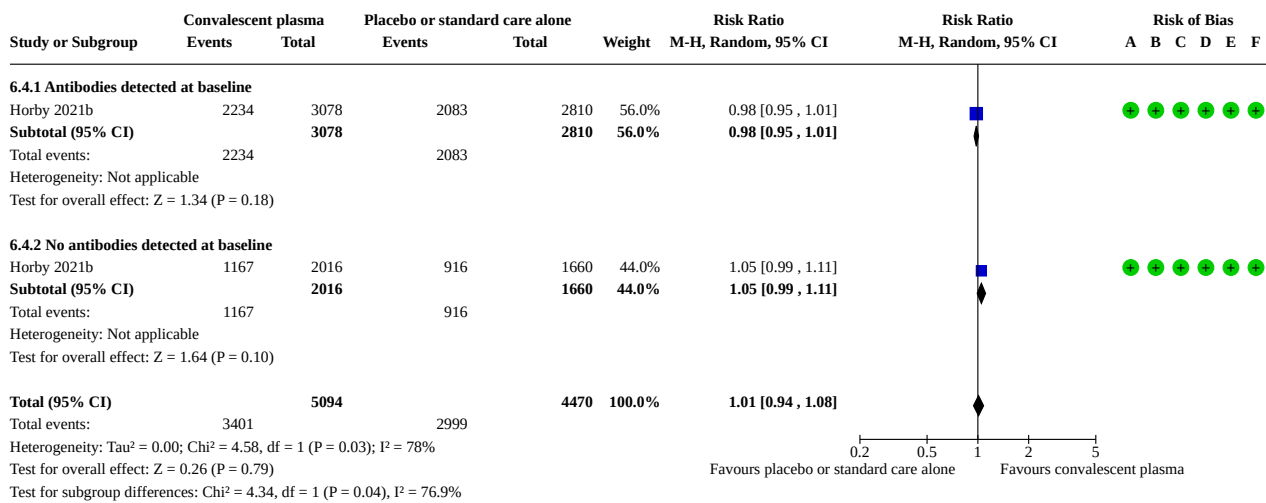 Convalescent plasma Placebo or standard care alone Risk Ratio Risk Ratio Risk of Bias
Study or Subgroup Events Total Events Total Weight M-H, Random, 95% CI M-H, Random, 95% CI A B C D E F
6.4.1 Antibodies detected at baseline
Horby 2021b 2234 3078 2083 2810 56.0% 0.98 [0.95 , 1.01] + + + + + +
Subtotal (95% CI) 3078 2810 56.0% 0.98 [0.95 , 1.01]
Total events: 2234 2083
Heterogeneity: Not applicable
Test for overall effect: Z = 1.34 (P = 0.18)
6.4.2 No antibodies detected at baseline
Horby 2021b 1167 2016 916 1660 44.0% 1.05 [0.99 , 1.11] + + + + + +
Subtotal (95% CI) 2016 1660 44.0% 1.05 [0.99 , 1.11]
Total events: 1167 916
Heterogeneity: Not applicable
Test for overall effect: Z = 1.64 (P = 0.10)
Total (95% CI) 5094 4470 100.0% 1.01 [0.94 , 1.08]
Total events: 3401 2999
Heterogeneity: Tau² = 0.00; Chi² = 4.58, df = 1 (P = 0.03); I² = 78%
0.2 0.5 1 2 5
Test for overall effect: Z = 0.26 (P = 0.79) Favours placebo or standard care alone Favours convalescent plasma
Test for subgroup differences: Chi² = 4.34, df = 1 (P = 0.04), I² = 76.9%